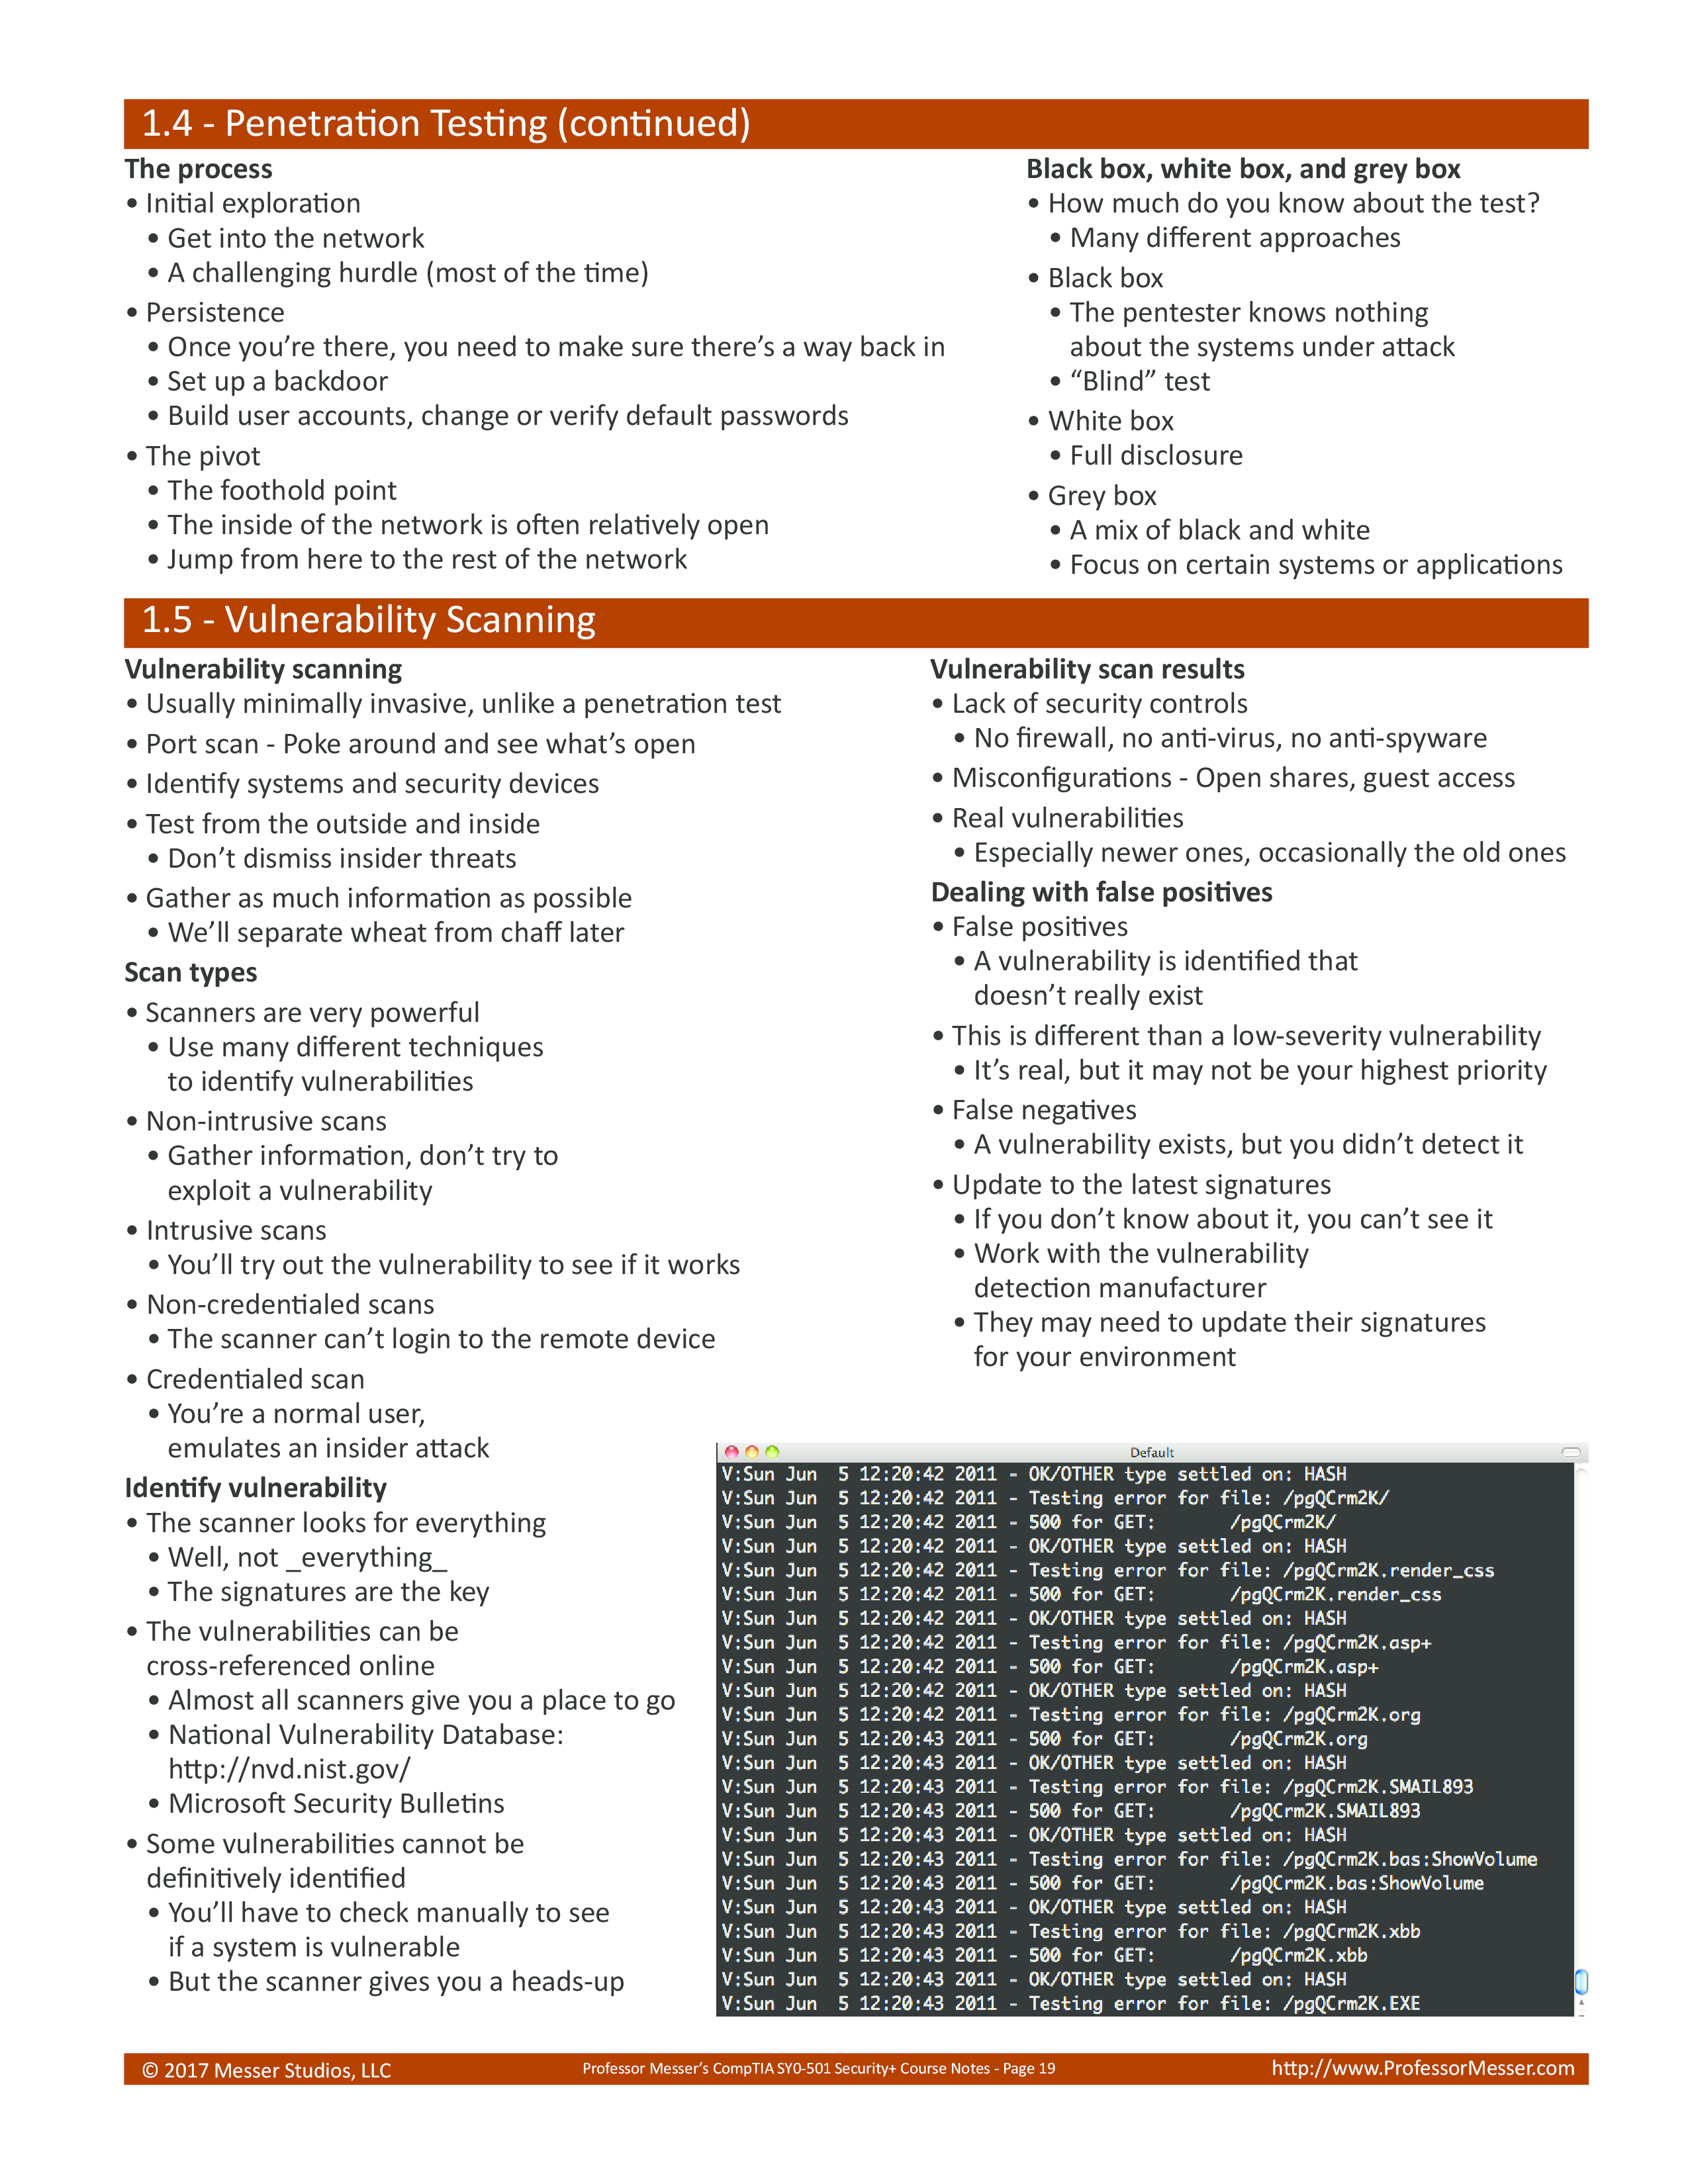 1.4 - Penetration Testing (continued)
The process
• Initial exploration
• Get into the network
• A challenging hurdle (most of the time)
• Persistence
• Once you’re there, you need to make sure there’s a way back in
• Set up a backdoor
• Build user accounts, change or verify default passwords
• The pivot
• The foothold point
• The inside of the network is often relatively open
• Jump from here to the rest of the network
Black box, white box, and grey box
• How much do you know about the test?
• Many different approaches
• Black box
• The pentester knows nothing
about the systems under attack
• “Blind” test
• White box
• Full disclosure
• Grey box
• A mix of black and white
• Focus on certain systems or applications
1.5 - Vulnerability Scanning
Vulnerability scanning
• Usually minimally invasive, unlike a penetration test
• Port scan - Poke around and see what’s open
• Identify systems and security devices
• Test from the outside and inside
• Don’t dismiss insider threats
• Gather as much information as possible
• We’ll separate wheat from chaff later
Scan types
• Scanners are very powerful
• Use many different techniques
to identify vulnerabilities
• Non-intrusive scans
• Gather information, don’t try to
exploit a vulnerability
• Intrusive scans
• You’ll try out the vulnerability to see if it works
• Non-credentialed scans
• The scanner can’t login to the remote device
• Credentialed scan
• You’re a normal user,
emulates an insider attack
Identify vulnerability
• The scanner looks for everything
• Well, not _everything_
• The signatures are the key
• The vulnerabilities can be
cross-referenced online
• Almost all scanners give you a place to go
• National Vulnerability Database:
http://nvd.nist.gov/
• Microsoft Security Bulletins
• Some vulnerabilities cannot be
definitively identified
• You’ll have to check manually to see
if a system is vulnerable
• But the scanner gives you a heads-up
Vulnerability scan results
• Lack of security controls
• No firewall, no anti-virus, no anti-spyware
• Misconfigurations - Open shares, guest access
• Real vulnerabilities
• Especially newer ones, occasionally the old ones
Dealing with false positives
• False positives
• A vulnerability is identified that
doesn’t really exist
• This is different than a low-severity vulnerability
• It’s real, but it may not be your highest priority
• False negatives
• A vulnerability exists, but you didn’t detect it
• Update to the latest signatures
• If you don’t know about it, you can’t see it
• Work with the vulnerability
detection manufacturer
• They may need to update their signatures
for your environment
Default
V:Sun Jun  5 12:20:42 2011 - OK/OTHER type settled on: HASH
V:Sun Jun  5 12:20:42 2011 - Testing error for file: /pgQCrm2K/
V:Sun Jun  5 12:20:42 2011 - 500 for GET:       /pgQCrm2K/
V:Sun Jun  5 12:20:42 2011 - OK/OTHER type settled on: HASH
V:Sun Jun  5 12:20:42 2011 - Testing error for file: /pgQCrm2K.render_css
V:Sun Jun  5 12:20:42 2011 - 500 for GET:       /pgQCrm2K.render_css
V:Sun Jun  5 12:20:42 2011 - OK/OTHER type settled on: HASH
V:Sun Jun  5 12:20:42 2011 - Testing error for file: /pgQCrm2K.asp+
V:Sun Jun  5 12:20:42 2011 - 500 for GET:       /pgQCrm2K.asp+
V:Sun Jun  5 12:20:42 2011 - OK/OTHER type settled on: HASH
V:Sun Jun  5 12:20:42 2011 - Testing error for file: /pgQCrm2K.org
V:Sun Jun  5 12:20:43 2011 - 500 for GET:       /pgQCrm2K.org
V:Sun Jun  5 12:20:43 2011 - OK/OTHER type settled on: HASH
V:Sun Jun  5 12:20:43 2011 - Testing error for file: /pgQCrm2K.SMAIL893
V:Sun Jun  5 12:20:43 2011 - 500 for GET:       /pgQCrm2K.SMAIL893
V:Sun Jun  5 12:20:43 2011 - OK/OTHER type settled on: HASH
V:Sun Jun  5 12:20:43 2011 - Testing error for file: /pgQCrm2K.bas:ShowVolume
V:Sun Jun  5 12:20:43 2011 - 500 for GET:       /pgQCrm2K.bas:ShowVolume
V:Sun Jun  5 12:20:43 2011 - OK/OTHER type settled on: HASH
V:Sun Jun  5 12:20:43 2011 - Testing error for file: /pgQCrm2K.xbb
V:Sun Jun  5 12:20:43 2011 - 500 for GET:       /pgQCrm2K.xbb
V:Sun Jun  5 12:20:43 2011 - OK/OTHER type settled on: HASH
V:Sun Jun  5 12:20:43 2011 - Testing error for file: /pgQCrm2K.EXE
© 2017 Messer Studios, LLC
Professor Messer’s CompTIA SY0-501 Security+ Course Notes - Page 19
http://www.ProfessorMesser.com